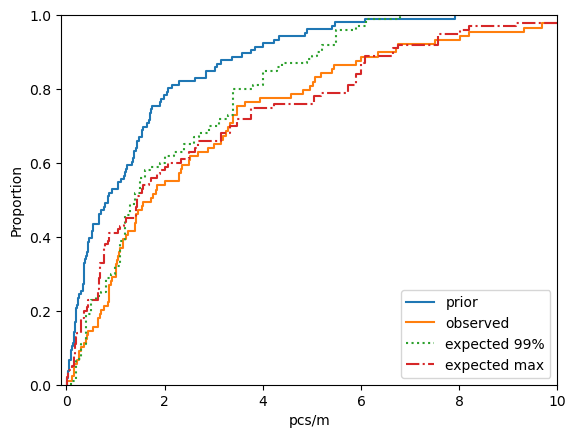 1.0
0.8
0.6
0.4
0.2
0.0
Proportion
0
2
4
6
8
10
pcs/m
prior
observed
expected 99%
expected max